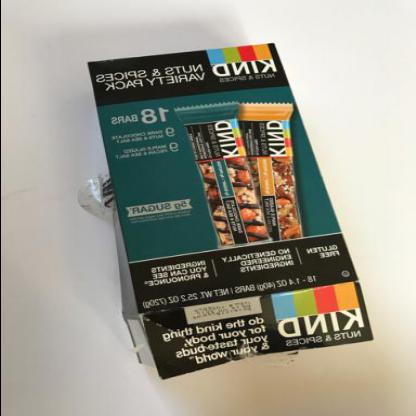 KIND
NUTS & SPICES
NUTS & SPICES
VARIETY PACK
18 BARS
9 DARK CHOCOLATE
NUTS & SEA SALT
9 MAPLE GLAZED
PECAN & SEA SALT
5g SUGAR
KIND
KIND
GLUTEN
FREE
NO GENETICALLY
ENGINEERED
INGREDIENTS
INGREDIENTS
YOU CAN SEE
& PRONOUNCE
18 - 1.4 OZ (40g) BARS | NET WT. 25.2 OZ (720g)
KIND
NUTS & SPICES
do the kind thing
for your body,
your taste buds
& your world